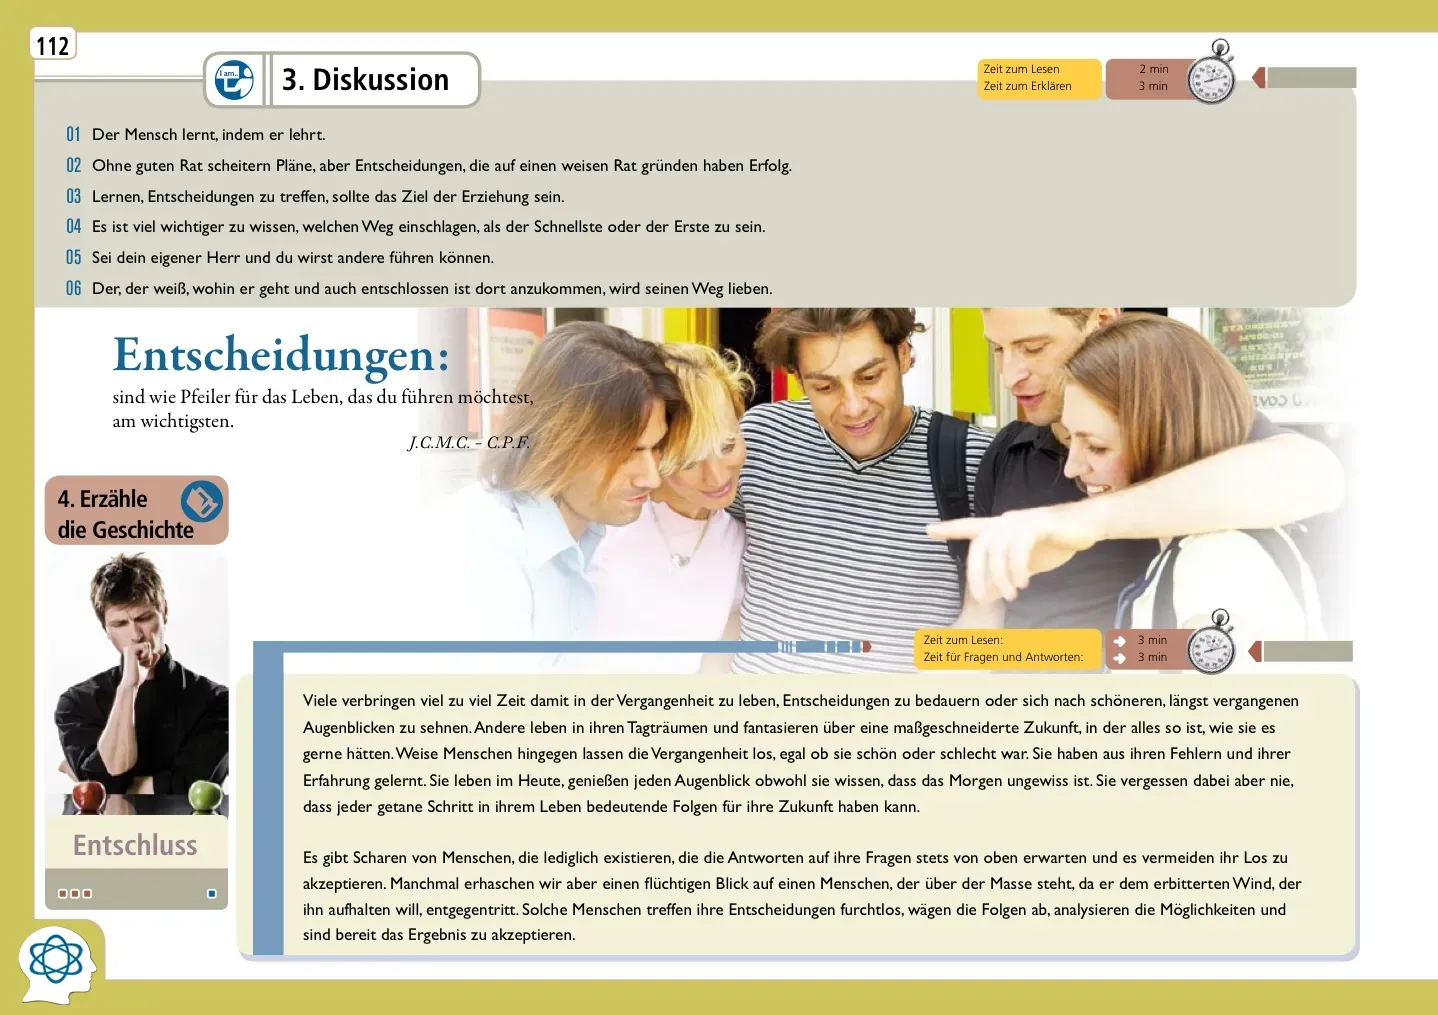 112
I am...
3. Diskussion
Zeit zum Lesen 2 min
Zeit zum Erklären 3 min
01 Der Mensch lernt, indem er lehrt.
02 Ohne guten Rat scheitern Pläne, aber Entscheidungen, die auf einen weisen Rat gründen haben Erfolg.
03 Lernen, Entscheidungen zu treffen, sollte das Ziel der Erziehung sein.
04 Es ist viel wichtiger zu wissen, welchen Weg einschlagen, als der Schnellste oder der Erste zu sein.
05 Sei dein eigener Herr und du wirst andere führen können.
06 Der, der weiß, wohin er geht und auch entschlossen ist dort anzukommen, wird seinen Weg lieben.
Entscheidungen:
sind wie Pfeiler für das Leben, das du führen möchtest,
am wichtigsten.
J.C.M.C. - C.P.F.
4. Erzähle
die Geschichte
Entschluss
Zeit zum Lesen: 3 min
Zeit für Fragen und Antworten: 3 min
Viele verbringen viel zu viel Zeit damit in der Vergangenheit zu leben, Entscheidungen zu bedauern oder sich nach schöneren, längst vergangenen
Augenblicken zu sehnen. Andere leben in ihren Tagträumen und fantasieren über eine maßgeschneiderte Zukunft, in der alles so ist, wie sie es
gerne hätten. Weise Menschen hingegen lassen die Vergangenheit los, egal ob sie schön oder schlecht war. Sie haben aus ihren Fehlern und ihrer
Erfahrung gelernt. Sie leben im Heute, genießen jeden Augenblick obwohl sie wissen, dass das Morgen ungewiss ist. Sie vergessen dabei aber nie,
dass jeder getane Schritt in ihrem Leben bedeutende Folgen für ihre Zukunft haben kann.
Es gibt Scharen von Menschen, die lediglich existieren, die die Antworten auf ihre Fragen stets von oben erwarten und es vermeiden ihr Los zu
akzeptieren. Manchmal erhaschen wir aber einen flüchtigen Blick auf einen Menschen, der über der Masse steht, da er dem erbitterten Wind, der
ihn aufhalten will, entgegentritt. Solche Menschen treffen ihre Entscheidungen furchtlos, wägen die Folgen ab, analysieren die Möglichkeiten und
sind bereit das Ergebnis zu akzeptieren.